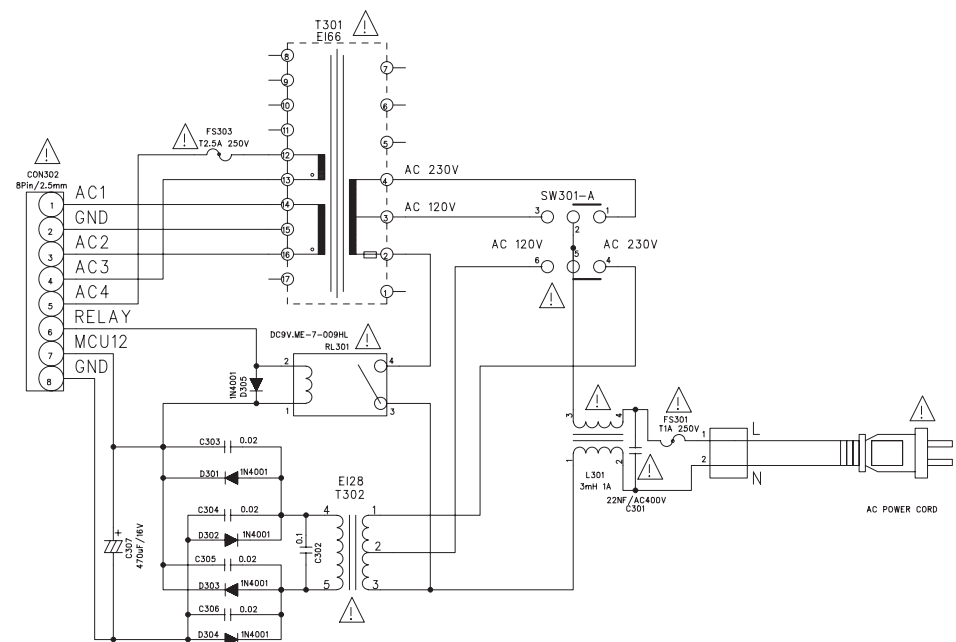 T301
EI66
8
9
10
11
12
13
14
15
16
17
7
6
5
4
3
2
1
FS303
T2.5A 250V
CON302
8Pin/2.5mm
1 AC1
2 GND
3 AC2
4 AC3
5 AC4
6 RELAY
7 MCU12
8 GND
AC 230V
AC 120V
SW301-A
3
2
1
AC 120V
AC 230V
6
5
4
DC9V.ME-7-009HL
RL301
2
4
1
3
1N4001
D305
C303 0.02
D301 1N4001
C304 0.02
D302 1N4001
C305 0.02
D303 1N4001
C306 0.02
D304 1N4001
+
C307
470uF/16V
0.1
C302
EI28
T302
4
5
1
2
3
3
4
1
2
L301
3mH 1A
22NF/AC400V
C301
FS301
T1A 250V
1
2
L
N
AC POWER CORD